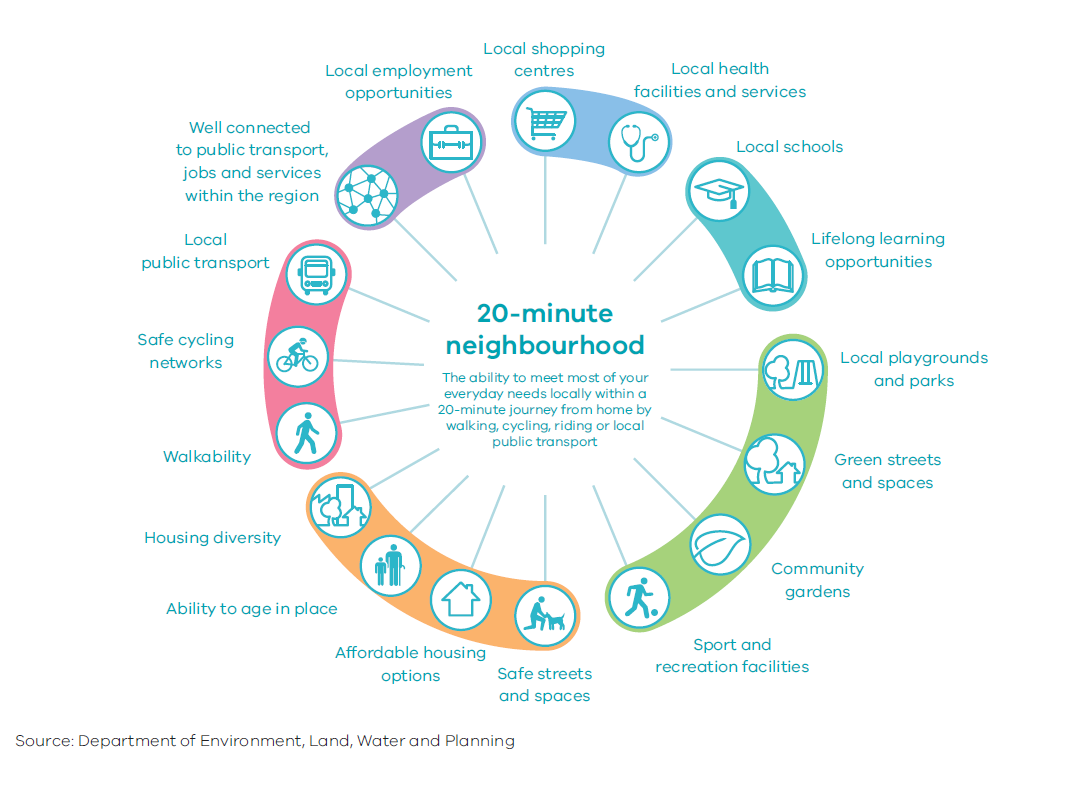 Local shopping
centres
Local health
facilities and services
Local schools
Lifelong learning
opportunities
Local playgrounds
and parks
Green streets
and spaces
Community
gardens
Sport and
recreation facilities
Safe streets
and spaces
Affordable housing
options
Ability to age in place
Housing diversity
Walkability
Safe cycling
networks
Local
public transport
Well connected
to public transport,
jobs and services
within the region
Local employment
opportunities
20-minute
neighbourhood
The ability to meet most of your
everyday needs locally within a
20-minute journey from home by
walking, cycling, riding or local
public transport
Source: Department of Environment, Land, Water and Planning